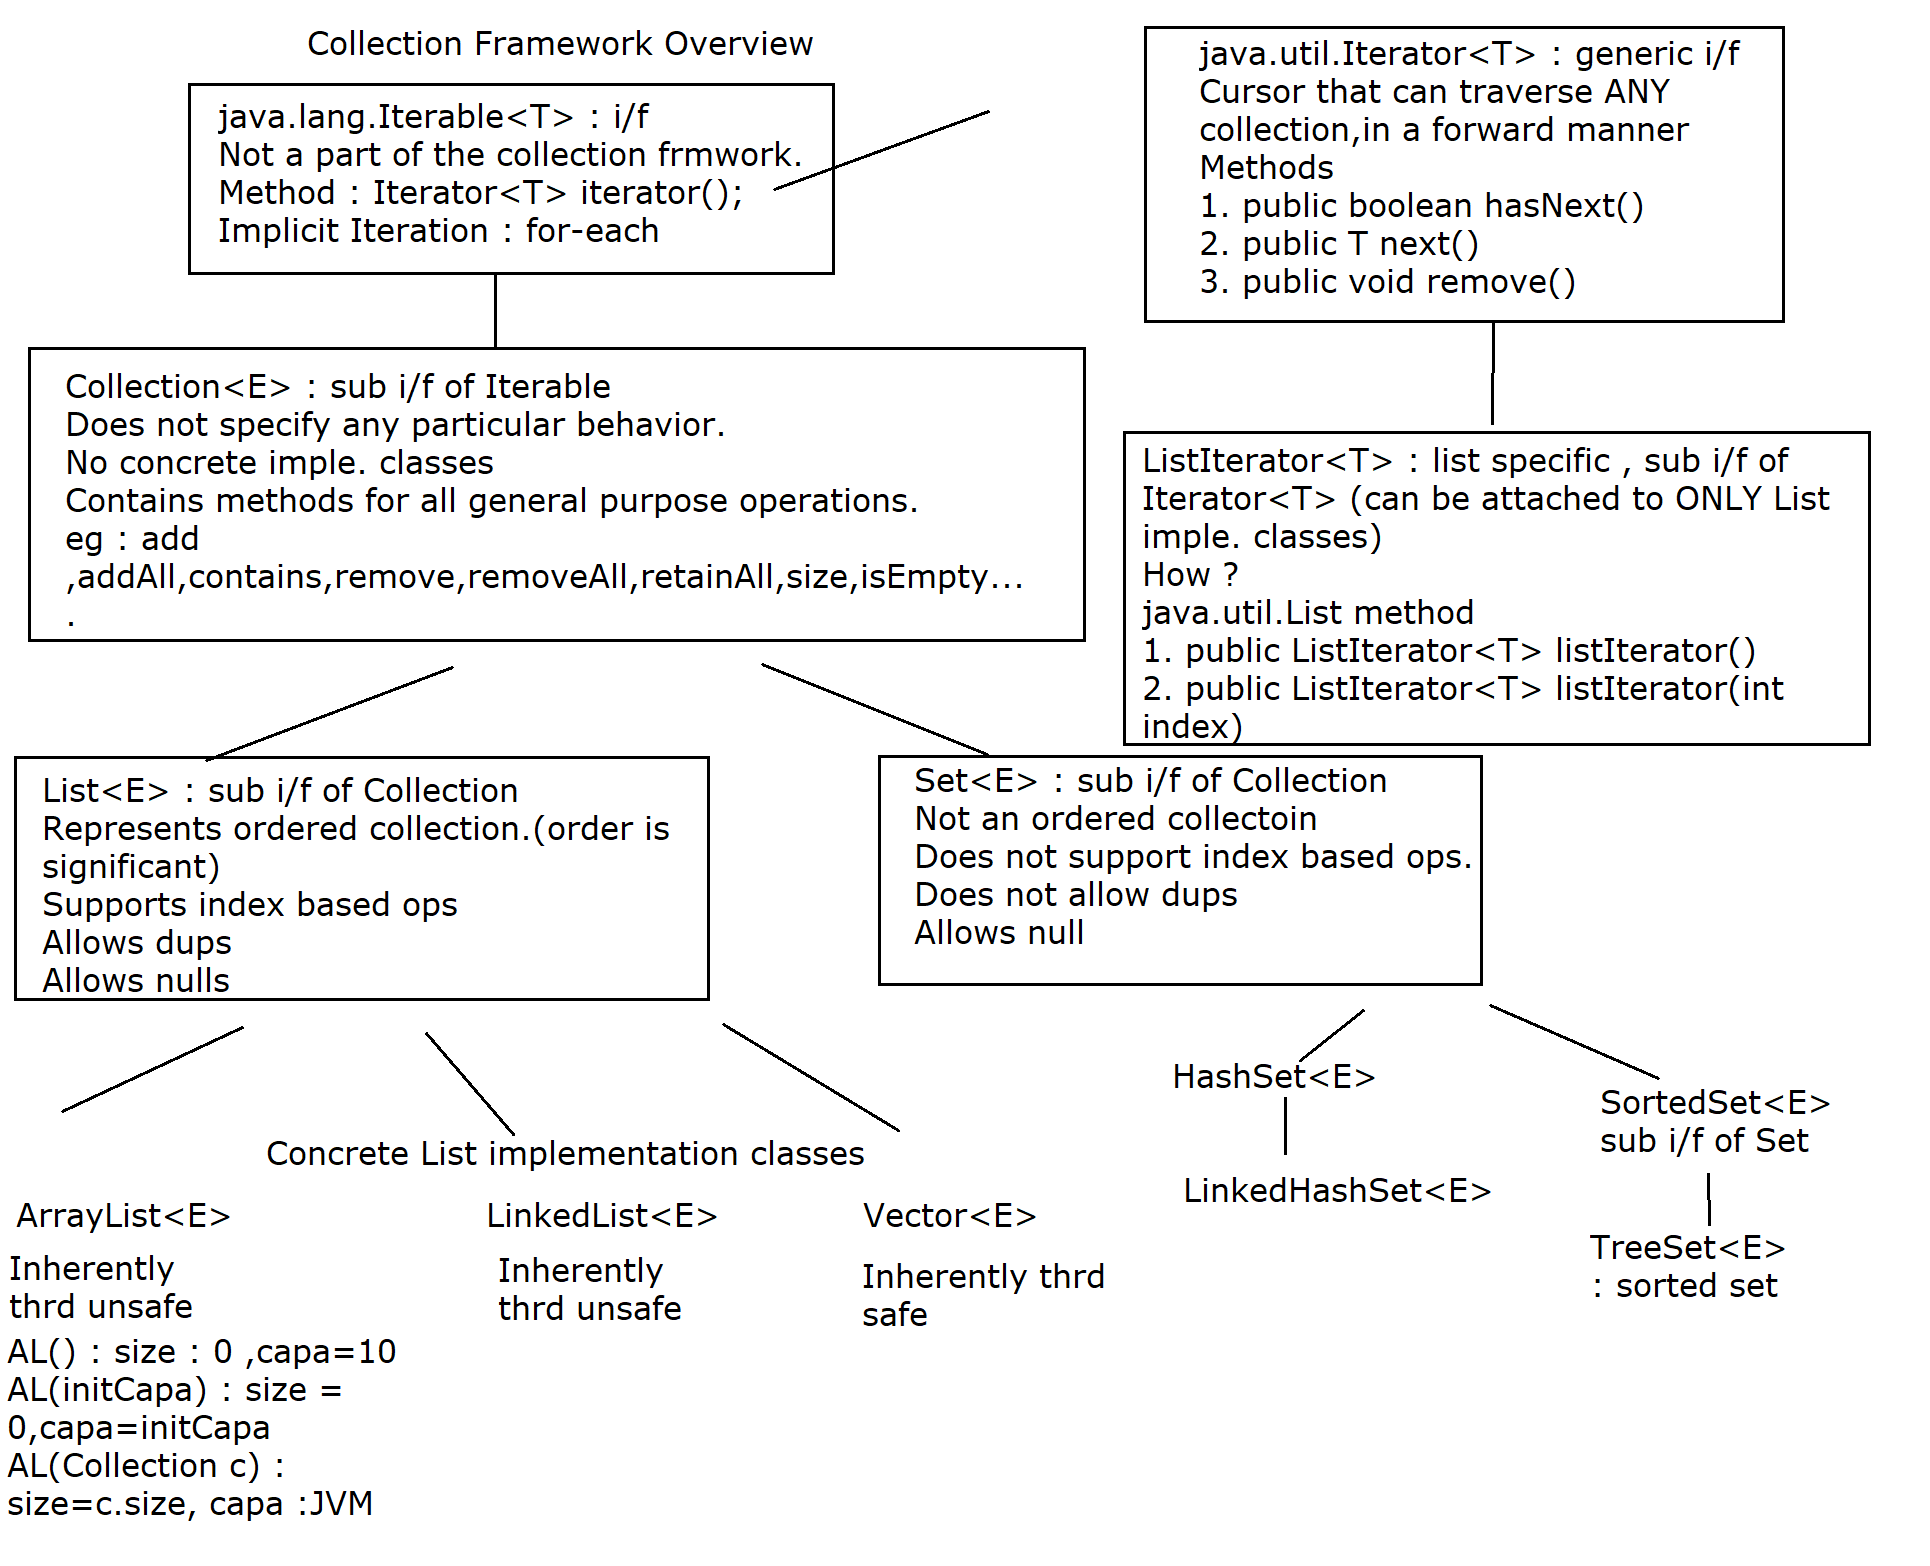 Collection Framework Overview
java.lang.Iterable<T> : i/f
Not a part of the collection frmwork.
Method : Iterator<T> iterator();
Implicit Iteration : for-each
java.util.Iterator<T> : generic i/f
Cursor that can traverse ANY
collection,in a forward manner
Methods
1. public boolean hasNext()
2. public T next()
3. public void remove()
Collection<E> : sub i/f of Iterable
Does not specify any particular behavior.
No concrete imple. classes
Contains methods for all general purpose operations.
eg : add
,addAll,contains,remove,removeAll,retainAll,size,isEmpty...
.
ListIterator<T> : list specific , sub i/f of
Iterator<T> (can be attached to ONLY List
imple. classes)
How ?
java.util.List method
1. public ListIterator<T> listIterator()
2. public ListIterator<T> listIterator(int
index)
List<E> : sub i/f of Collection
Represents ordered collection.(order is
significant)
Supports index based ops
Allows dups
Allows nulls
Set<E> : sub i/f of Collection
Not an ordered collectoin
Does not support index based ops.
Does not allow dups
Allows null
Concrete List implementation classes
ArrayList<E>
Inherently
thrd unsafe
AL() : size : 0 ,capa=10
AL(initCapa) : size =
0,capa=initCapa
AL(Collection c) :
size=c.size, capa :JVM
LinkedList<E>
Inherently
thrd unsafe
Vector<E>
Inherently thrd
safe
HashSet<E>
LinkedHashSet<E>
SortedSet<E>
sub i/f of Set
TreeSet<E>
: sorted set